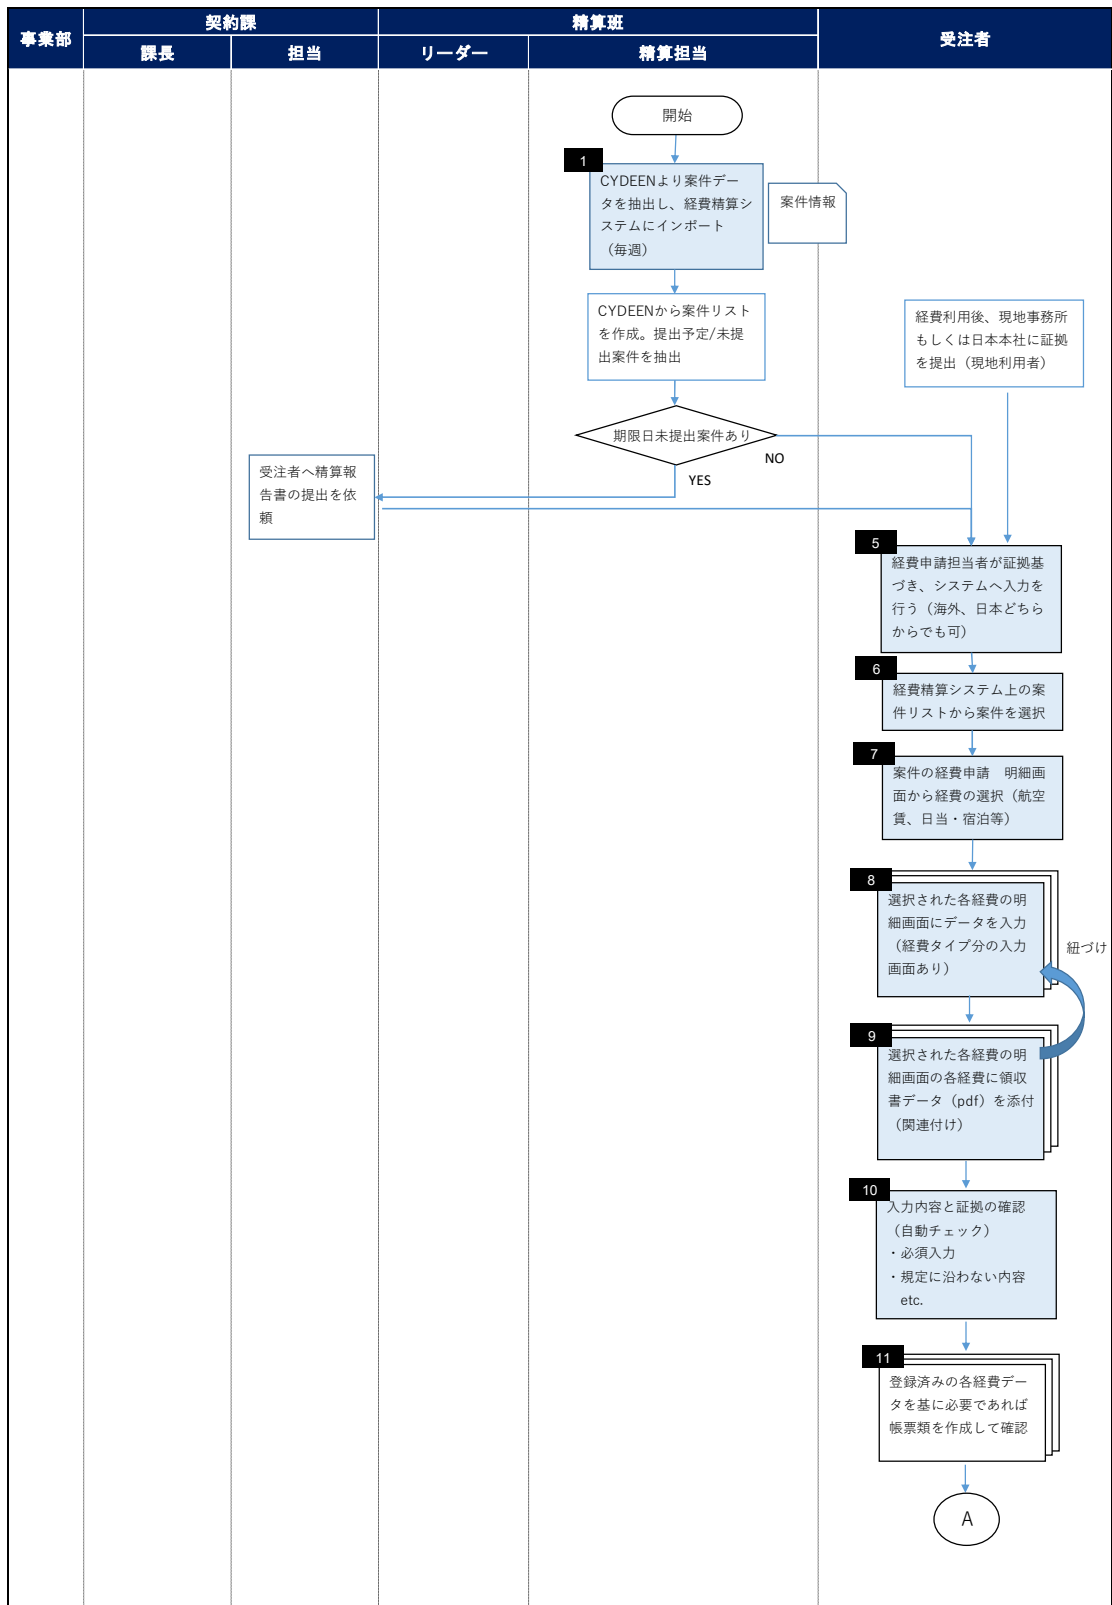 事業部
契約課
精算班
受注者
課長
担当
リーダー
精算担当
開始
1
CYDEENより案件デー
タを抽出し、経費精算シ
ステムにインポート
（毎週）
案件情報
CYDEENから案件リスト
を作成。提出予定/未提
出案件を抽出
経費利用後、現地事務所
もしくは日本本社に証拠
を提出（現地利用者）
期限日未提出案件あり
NO
YES
受注者へ精算報
告書の提出を依
頼
5
経費申請担当者が証拠基
づき、システムへ入力を
行う（海外、日本どちら
からでも可）
6
経費精算システム上の案
件リストから案件を選択
7
案件の経費申請　明細画
面から経費の選択（航空
賃、日当・宿泊等）
8
選択された各経費の明
細画面にデータを入力
（経費タイプ分の入力
画面あり）
紐づけ
9
選択された各経費の明
細画面の各経費に領収
書データ（pdf）を添付
（関連付け）
10
入力内容と証拠の確認
（自動チェック）
・必須入力
・規定に沿わない内容
etc.
11
登録済みの各経費デー
タを基に必要であれば
帳票類を作成して確認
A